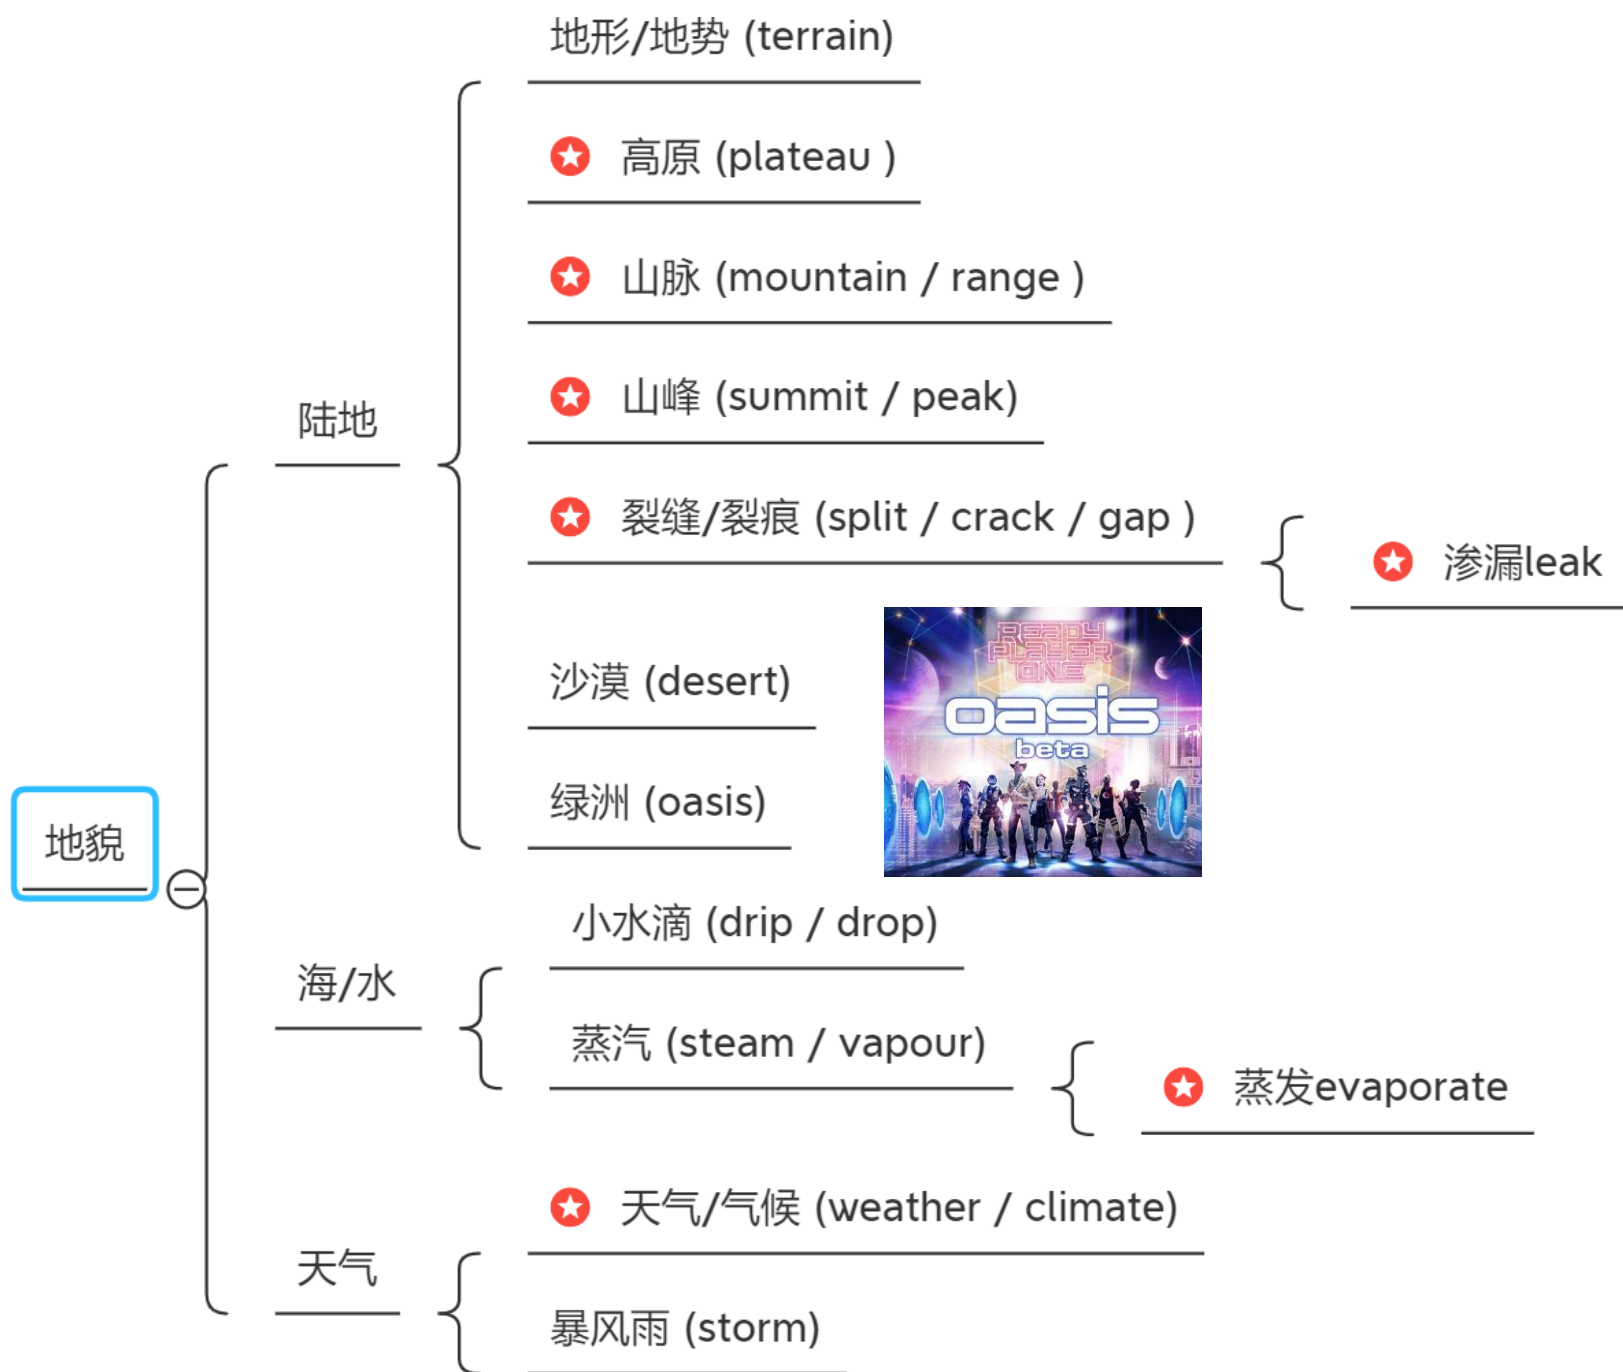 地形/地势 (terrain)
高原 (plateau )
山脉 (mountain / range )
山峰 (summit / peak)
陆地
裂缝/裂痕 (split / crack / gap )
渗漏leak
READY
PLAYER
ONE
oasis
beta
沙漠 (desert)
绿洲 (oasis)
地貌
小水滴 (drip / drop)
海/水
蒸汽 (steam / vapour)
蒸发evaporate
天气/气候 (weather / climate)
天气
暴风雨 (storm)